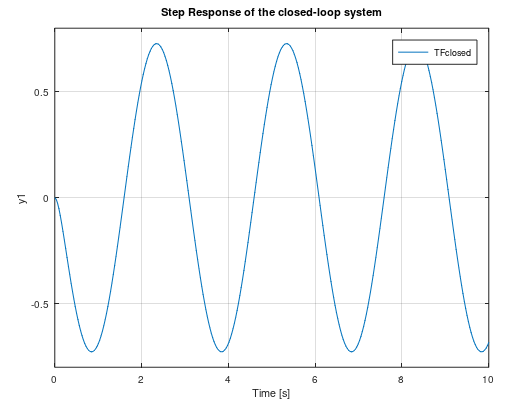 Step Response of the closed-loop system
TFclosed
0.5
0
-0.5
y1
0 2 4 6 8 10
Time [s]